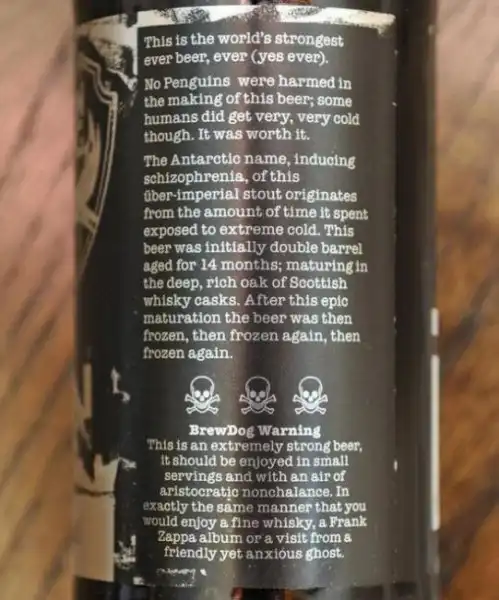 This is the world's strongest
ever beer, ever (yes ever).
No Penguins were harmed in
the making of this beer; some
humans did get very, very cold
though. It was worth it.
The Antarctic name, inducing
schizophrenia, of this
über-imperial stout originates
from the amount of time it spent
exposed to extreme cold. This
beer was initially double barrel
aged for 14 months; maturing in
the deep, rich oak of Scottish
whisky casks. After this epic
maturation the beer was then
frozen, then frozen again, then
frozen again.
BrewDog Warning
This is an extremely strong beer,
it should be enjoyed in small
servings and with an air of
aristocratic nonchalance. In
exactly the same manner that you
would enjoy a fine whisky, a Frank
Zappa album or a visit from a
friendly yet anxious ghost.